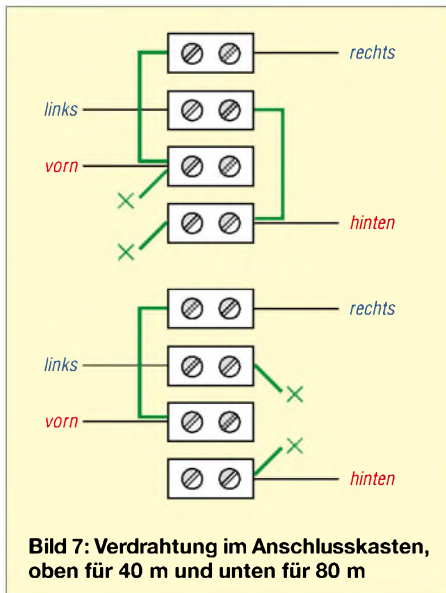 rechts
links
vorn
hinten
rechts
links
vorn
hinten
Bild 7: Verdrahtung im Anschlusskasten,
oben für 40 m und unten für 80 m